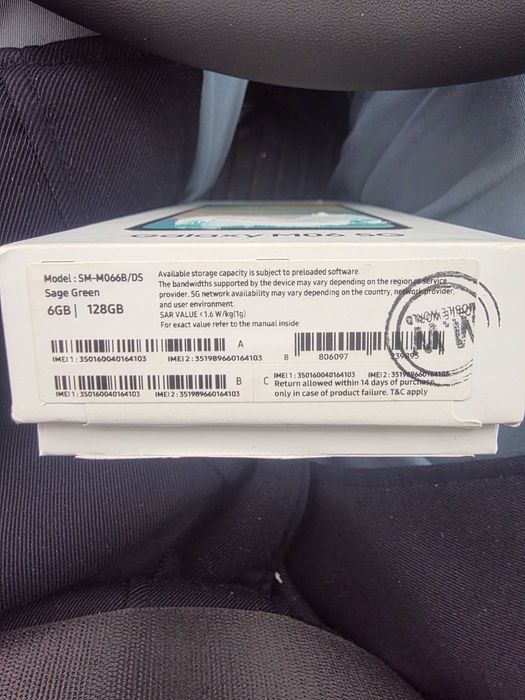 Galaxy M06 5G
Model : SM-M066B/DS
Sage Green
6GB | 128GB
Available storage capacity is subject to preloaded software.
The bandwidths supported by the device may vary depending on the region or service
provider. 5G network availability may vary depending on the country, network provider,
and user environment.
SAR VALUE < 1.6 W/kg(1g)
For exact value refer to the manual inside
A
IMEI 1 : 350160040164103 IMEI 2 : 351989660164103
8 806097 239895
B
IMEI 1 : 350160040164103 IMEI 2 : 351989660164103
C IMEI 1 : 350160040164103 IMEI 2 : 351989660164103
Return allowed within 14 days of purchase,
only in case of product failure. T&C apply
MOBILE WORLD